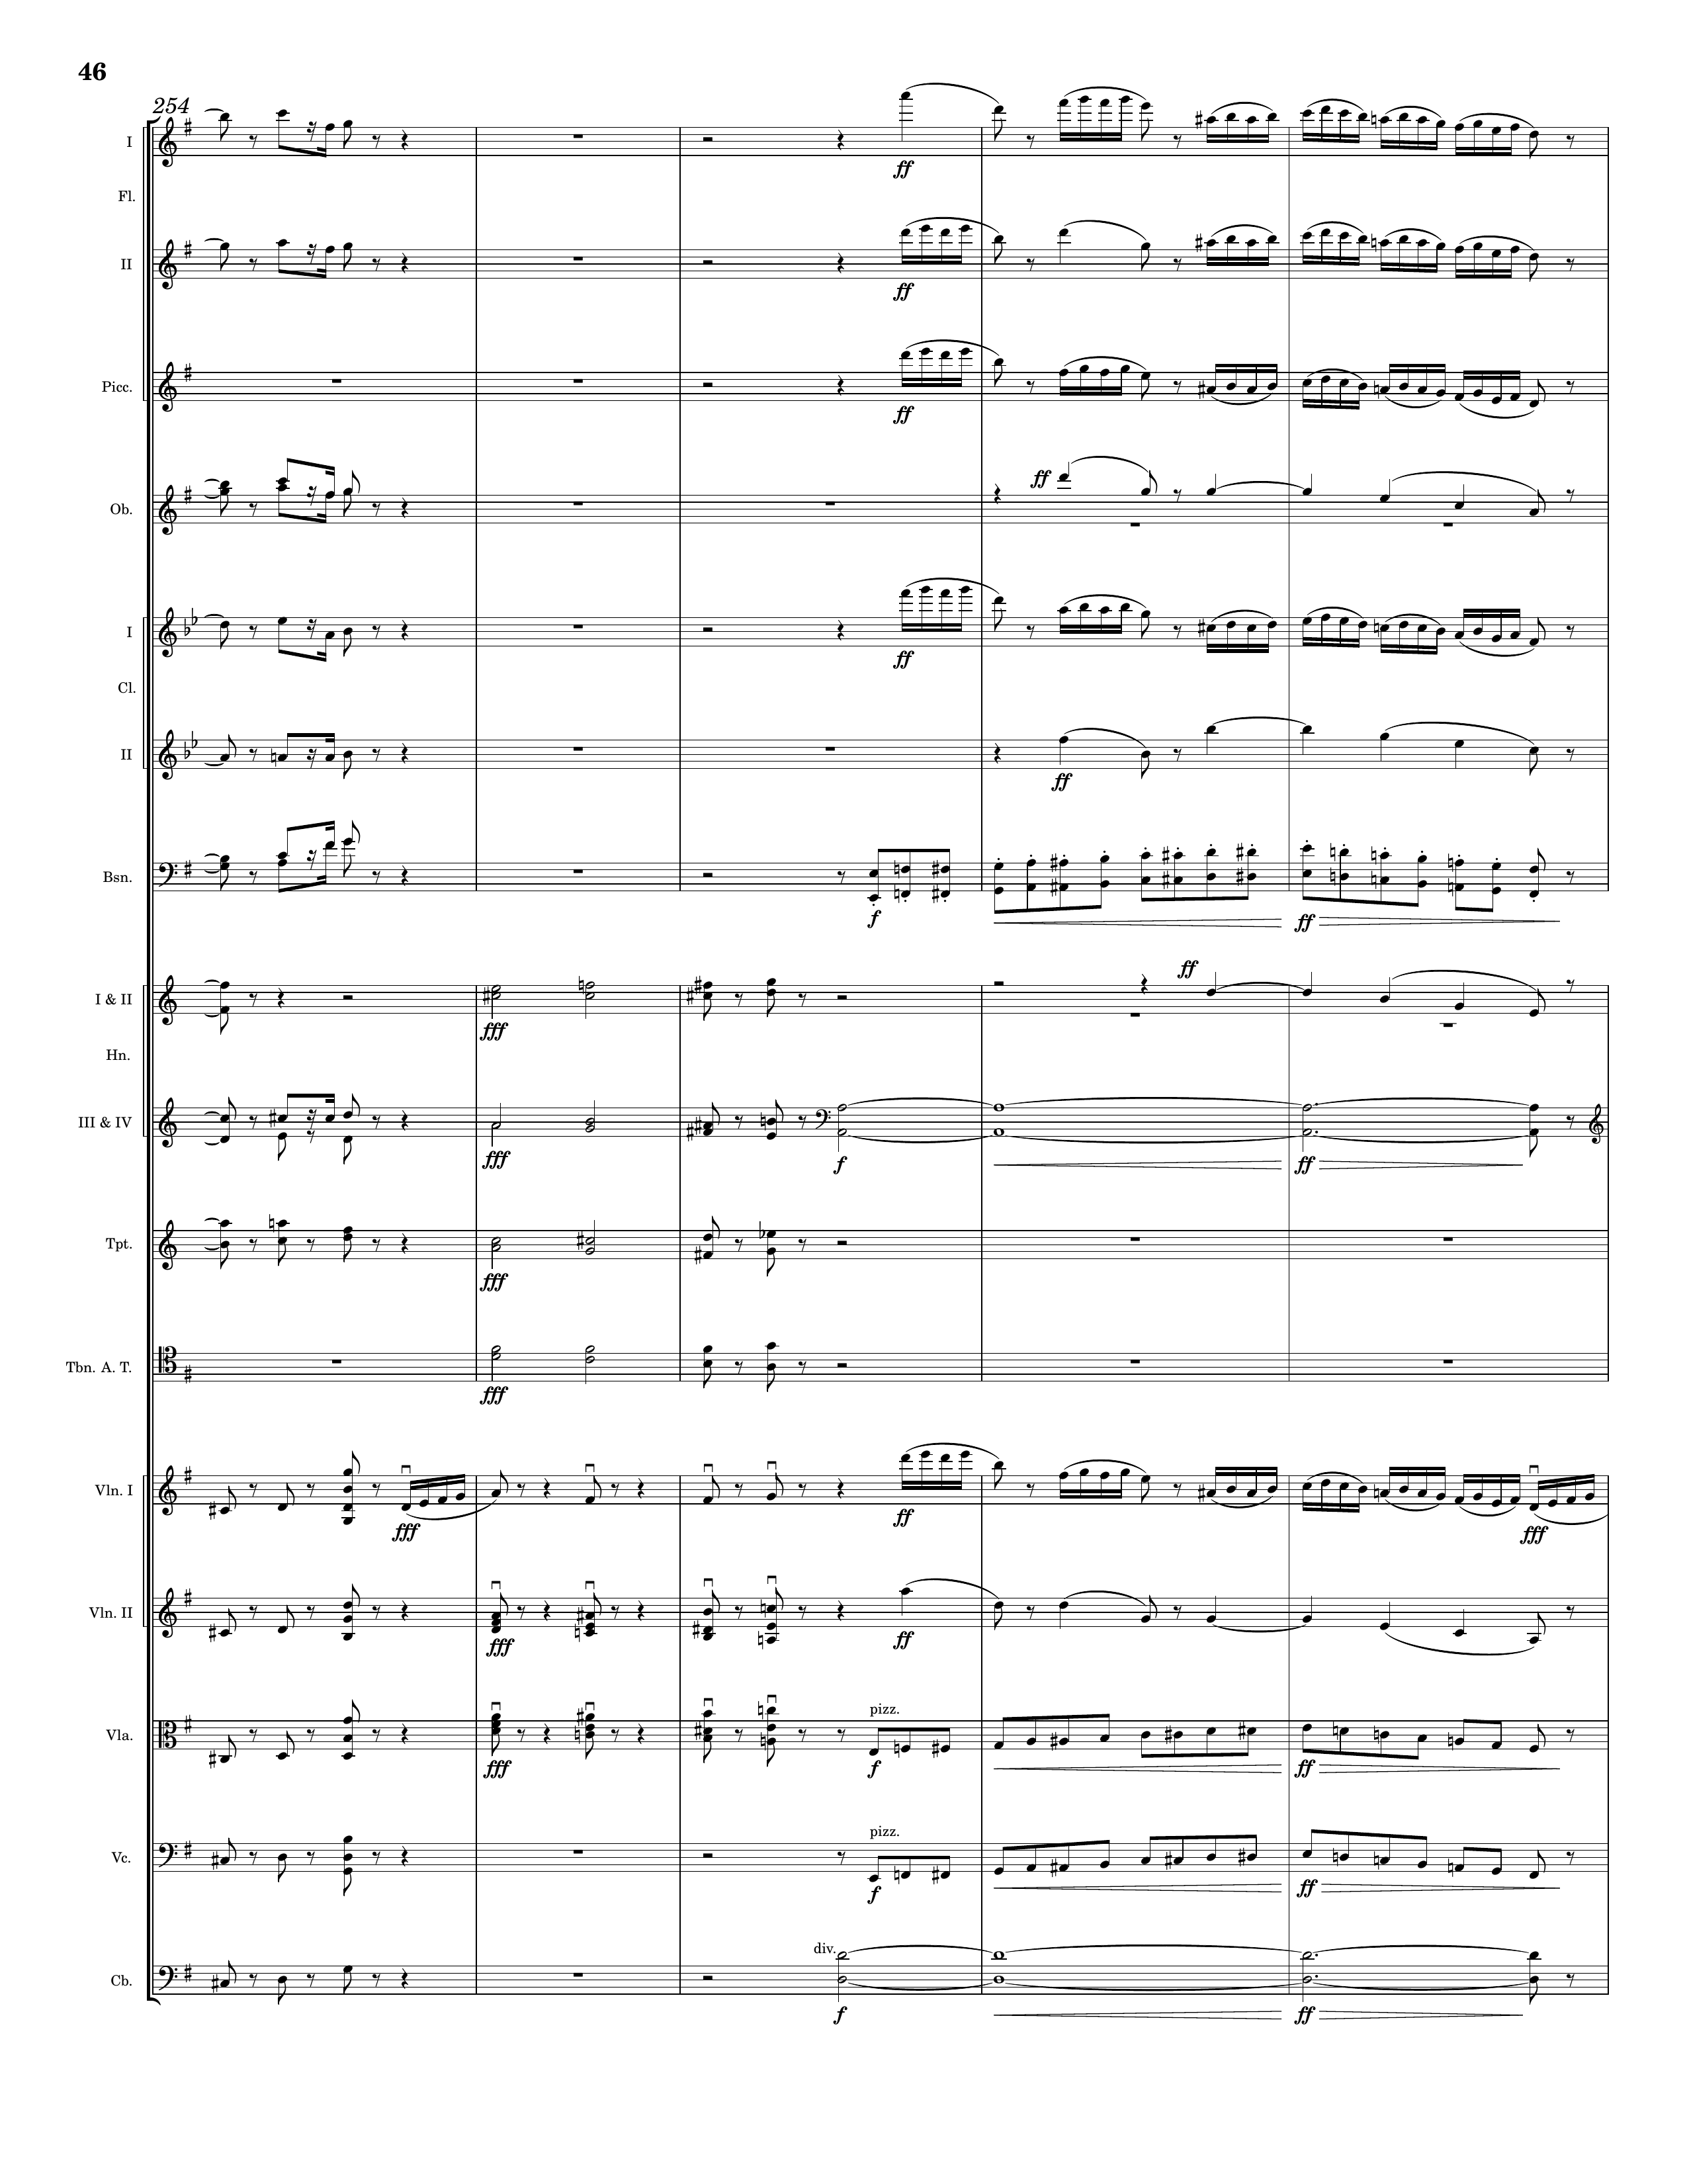 46
254
I
Fl.
ff
II
ff
Picc.
ff
Ob.
ff
I
ff
Cl.
II
ff
Bsn.
f
ff
ff
I & II
fff
Hn.
III & IV
fff
f
ff
Tpt.
fff
Tbn. A. T.
fff
Vln. I
fff
ff
fff
Vln. II
fff
ff
pizz.
Vla.
fff
f
ff
pizz.
Vc.
f
ff
div.
Cb.
f
ff